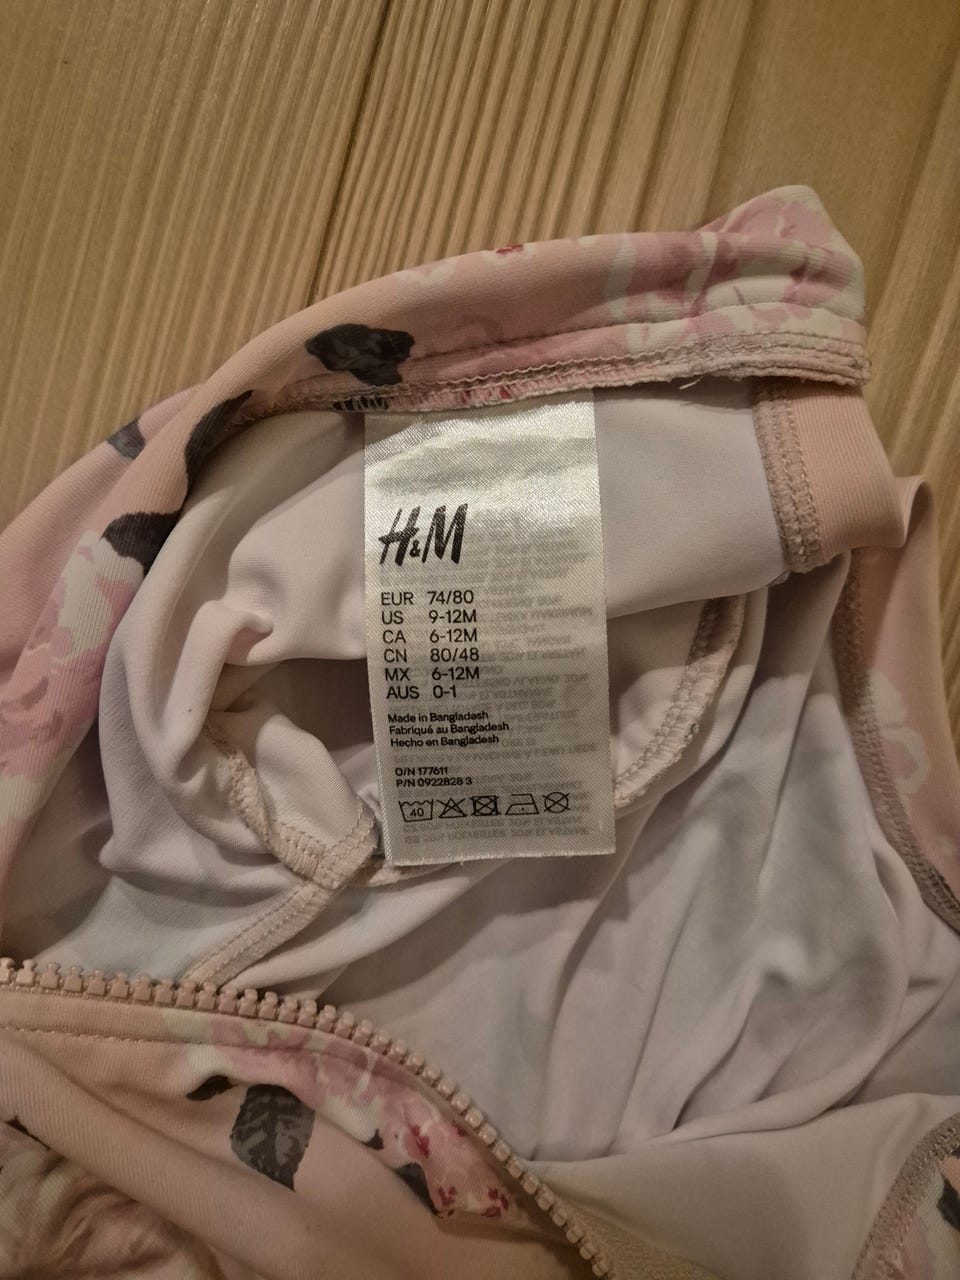 H&M
EUR 74/80
US 9-12M
CA 6-12M
CN 80/48
MX 6-12M
AUS 0-1
Made in Bangladesh
Fabriqué au Bangladesh
Hecho en Bangladesh
O/N 177611
P/N 0922828 3
40